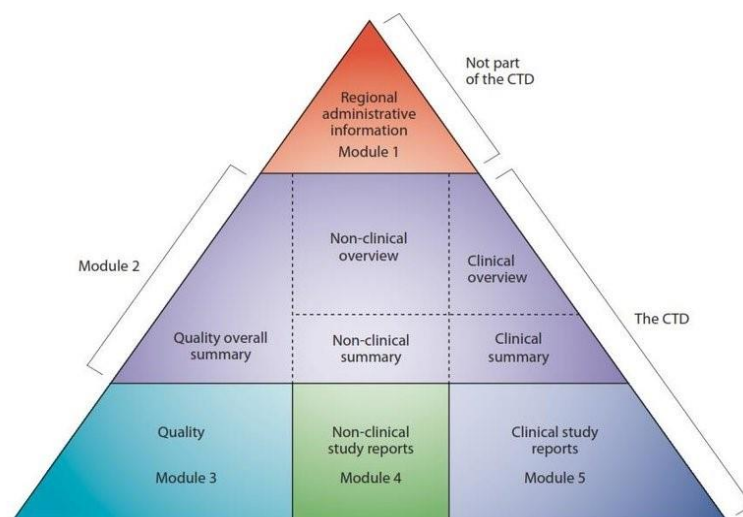 Not part
of the CTD
Regional
administrative
information
Module 1
Module 2
Non-clinical
overview
Clinical
overview
The CTD
Quality overall
summary
Non-clinical
summary
Clinical
summary
Quality
Module 3
Non-clinical
study reports
Module 4
Clinical study
reports
Module 5